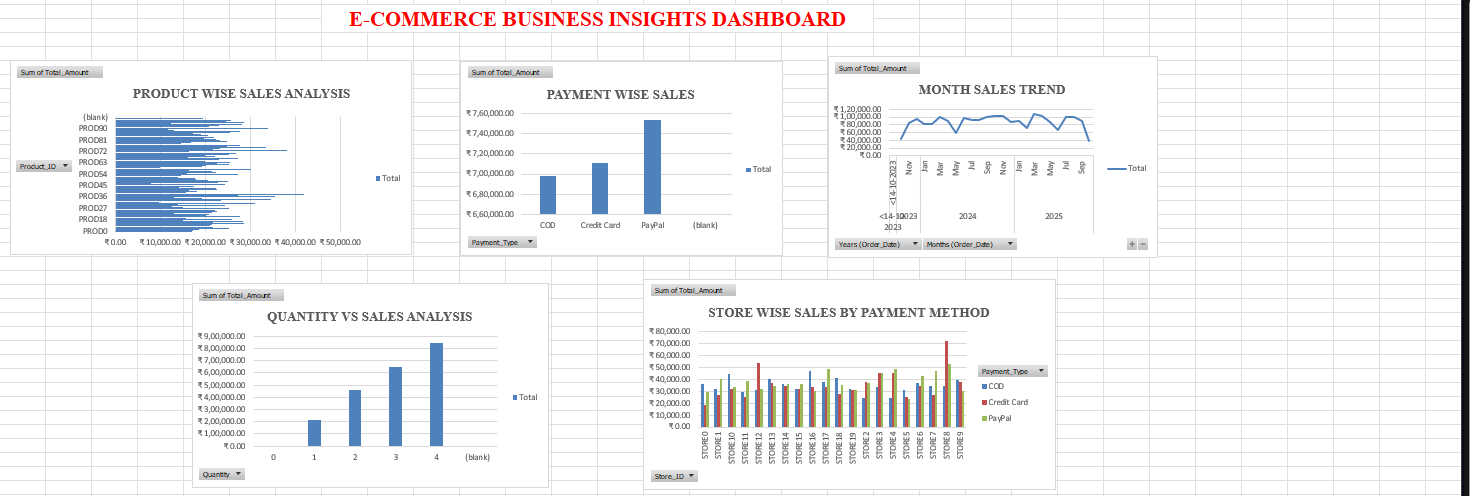 E-COMMERCE BUSINESS INSIGHTS DASHBOARD
Sum of Total_Amount
PRODUCT WISE SALES ANALYSIS
(blank)
PROD90
PROD81
PROD72
PROD63
PROD54
PROD45
PROD36
PROD27
PROD18
PROD0
Product_ID
Total
₹ 0.00 ₹ 10,000.00 ₹ 20,000.00 ₹ 30,000.00 ₹ 40,000.00 ₹ 50,000.00
Sum of Total_Amount
PAYMENT WISE SALES
₹ 7,60,000.00
₹ 7,40,000.00
₹ 7,20,000.00
₹ 7,00,000.00
₹ 6,80,000.00
₹ 6,60,000.00
COD Credit Card PayPal (blank)
Total
Payment_Type
Sum of Total_Amount
MONTH SALES TREND
₹ 1,20,000.00
₹ 1,00,000.00
₹ 80,000.00
₹ 60,000.00
₹ 40,000.00
₹ 20,000.00
₹ 0.00
<14-10-2023 Nov Jan Mar May Jul Sep Nov Jan Mar May Jul Sep
<14-10-2023 2023 2024 2025
Total
Years (Order_Date) Months (Order_Date) + −
Sum of Total_Amount
QUANTITY VS SALES ANALYSIS
₹ 9,00,000.00
₹ 8,00,000.00
₹ 7,00,000.00
₹ 6,00,000.00
₹ 5,00,000.00
₹ 4,00,000.00
₹ 3,00,000.00
₹ 2,00,000.00
₹ 1,00,000.00
₹ 0.00
0 1 2 3 4 (blank)
Total
Quantity
Sum of Total_Amount
STORE WISE SALES BY PAYMENT METHOD
₹ 80,000.00
₹ 70,000.00
₹ 60,000.00
₹ 50,000.00
₹ 40,000.00
₹ 30,000.00
₹ 20,000.00
₹ 10,000.00
₹ 0.00
STORE0 STORE1 STORE10 STORE11 STORE12 STORE13 STORE14 STORE15 STORE16 STORE17 STORE18 STORE19 STORE2 STORE3 STORE4 STORE5 STORE6 STORE7 STORE8 STORE9
Payment_Type
COD
Credit Card
PayPal
Store_ID